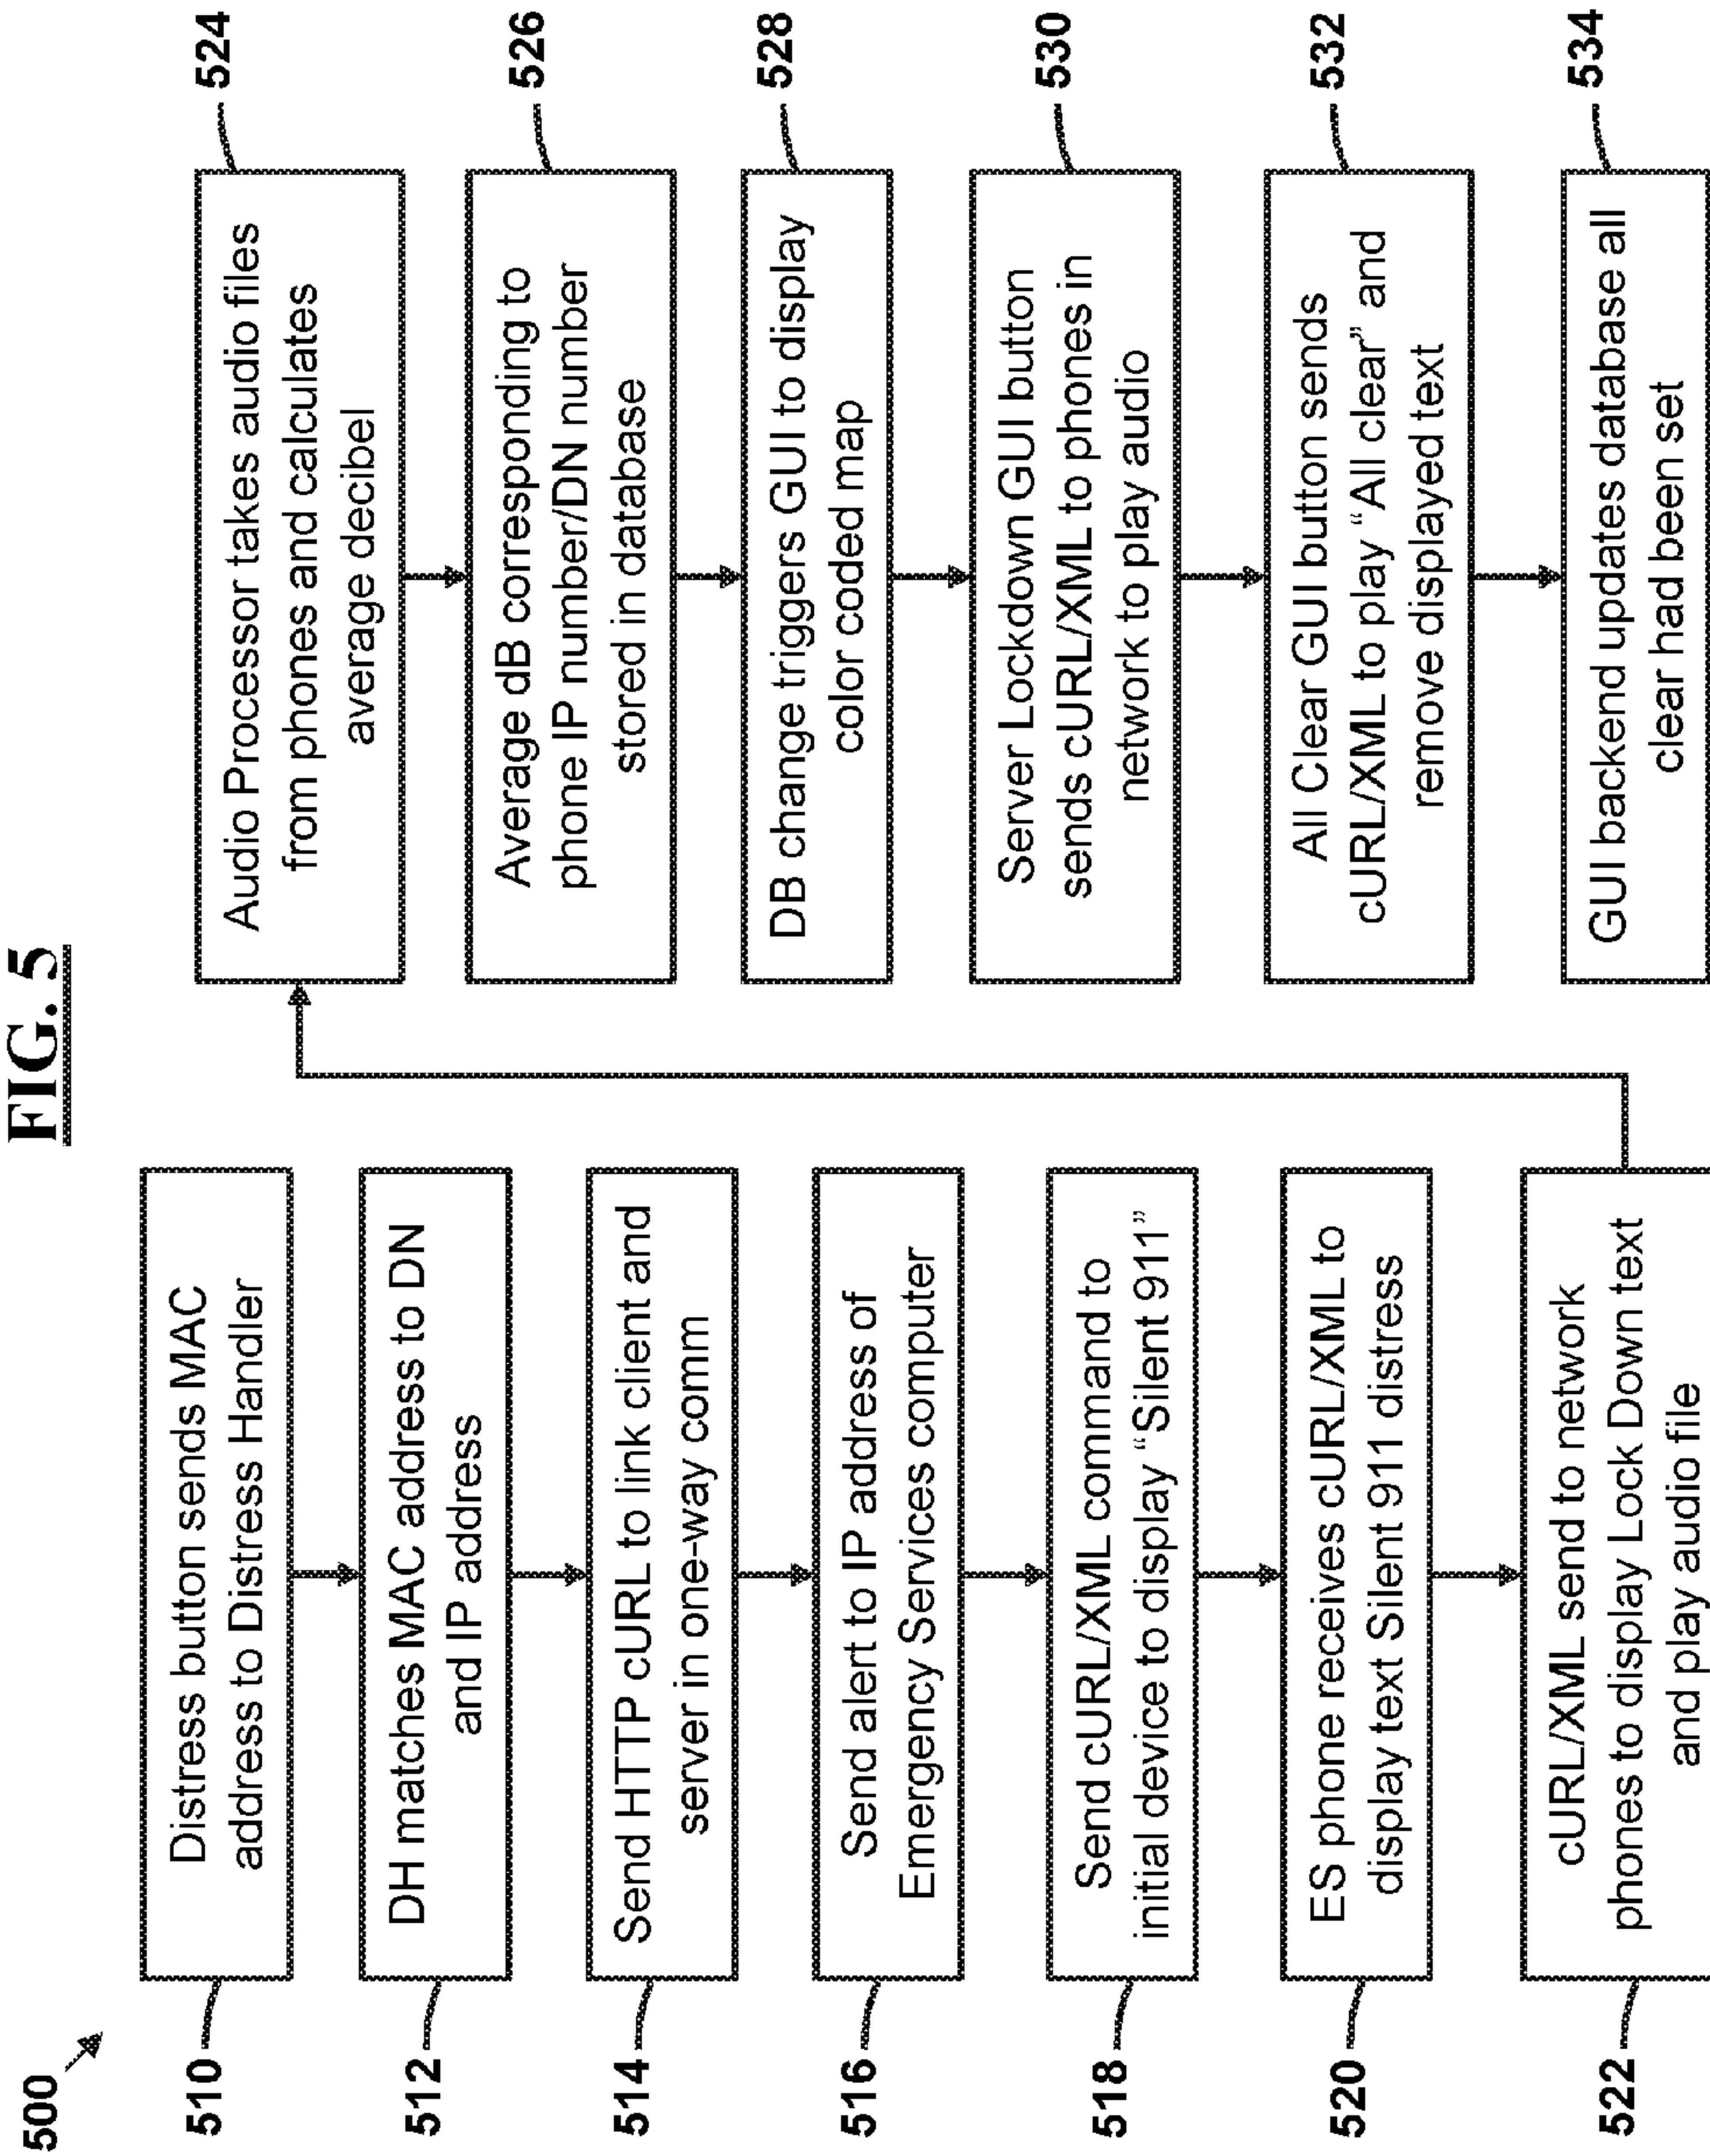 FIG. 5
500
510
Distress button sends MAC
address to Distress Handler
512
DH matches MAC address to DN
and IP address
514
Send HTTP cURL to link client and
server in one-way comm
516
Send alert to IP address of
Emergency Services computer
518
Send cURL/XML command to
initial device to display “Silent 911”
520
ES phone receives cURL/XML to
display text Silent 911 distress
522
cURL/XML send to network
phones to display Lock Down text
and play audio file
524
Audio Processor takes audio files
from phones and calculates
average decibel
526
Average dB corresponding to
phone IP number/DN number
stored in database
528
DB change triggers GUI to display
color coded map
530
Server Lockdown GUI button
sends cURL/XML to phones in
network to play audio
532
All Clear GUI button sends
cURL/XML to play “All clear” and
remove displayed text
534
GUI backend updates database all
clear had been set